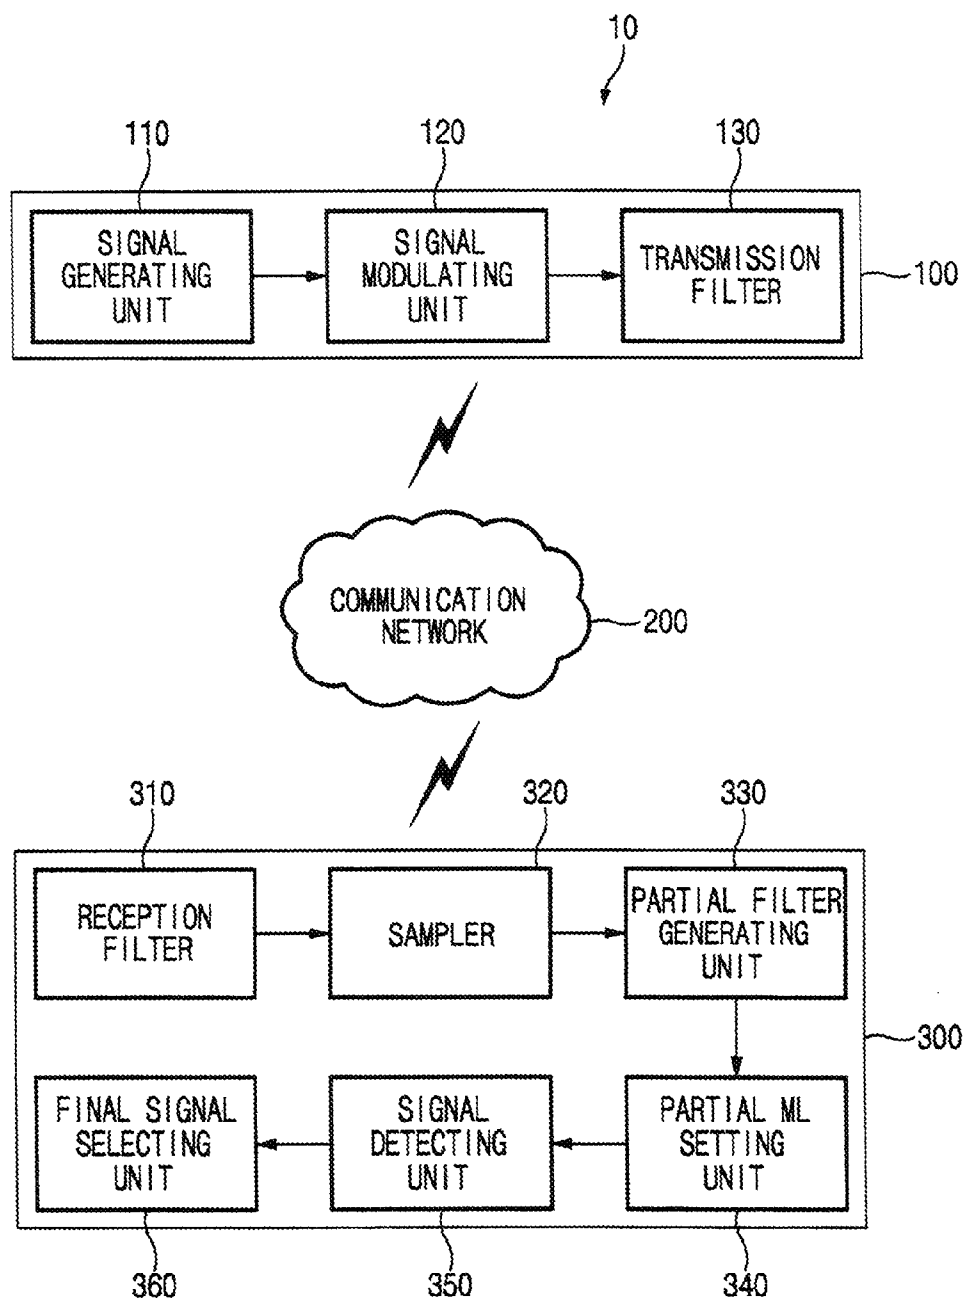 10
110
120
130
SIGNAL
GENERATING
UNIT
SIGNAL
MODULATING
UNIT
TRANSMISSION
FILTER
100
COMMUNICATION
NETWORK
200
310
320
330
RECEPTION
FILTER
SAMPLER
PARTIAL FILTER
GENERATING
UNIT
300
FINAL SIGNAL
SELECTING
UNIT
SIGNAL
DETECTING
UNIT
PARTIAL ML
SETTING
UNIT
360
350
340